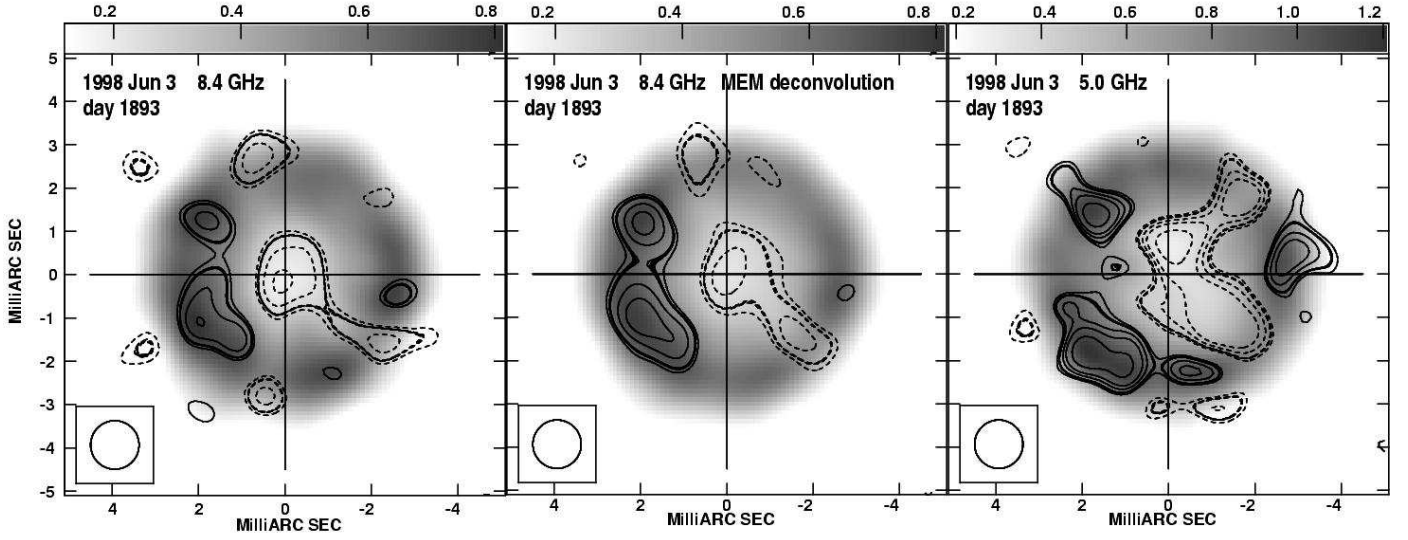 0.2 0.4 0.6 0.8
0.2 0.4 0.6 0.8
0.2 0.4 0.6 0.8 1.0 1.2
1998 Jun 3 8.4 GHz
day 1893
1998 Jun 3 8.4 GHz MEM deconvolution
day 1893
1998 Jun 3 5.0 GHz
day 1893
MilliARC SEC
5
4
3
2
1
0
-1
-2
-3
-4
-5
4 2 0 -2 -4
4 2 0 -2 -4
4 2 0 -2 -4
MilliARC SEC
MilliARC SEC
MilliARC SEC